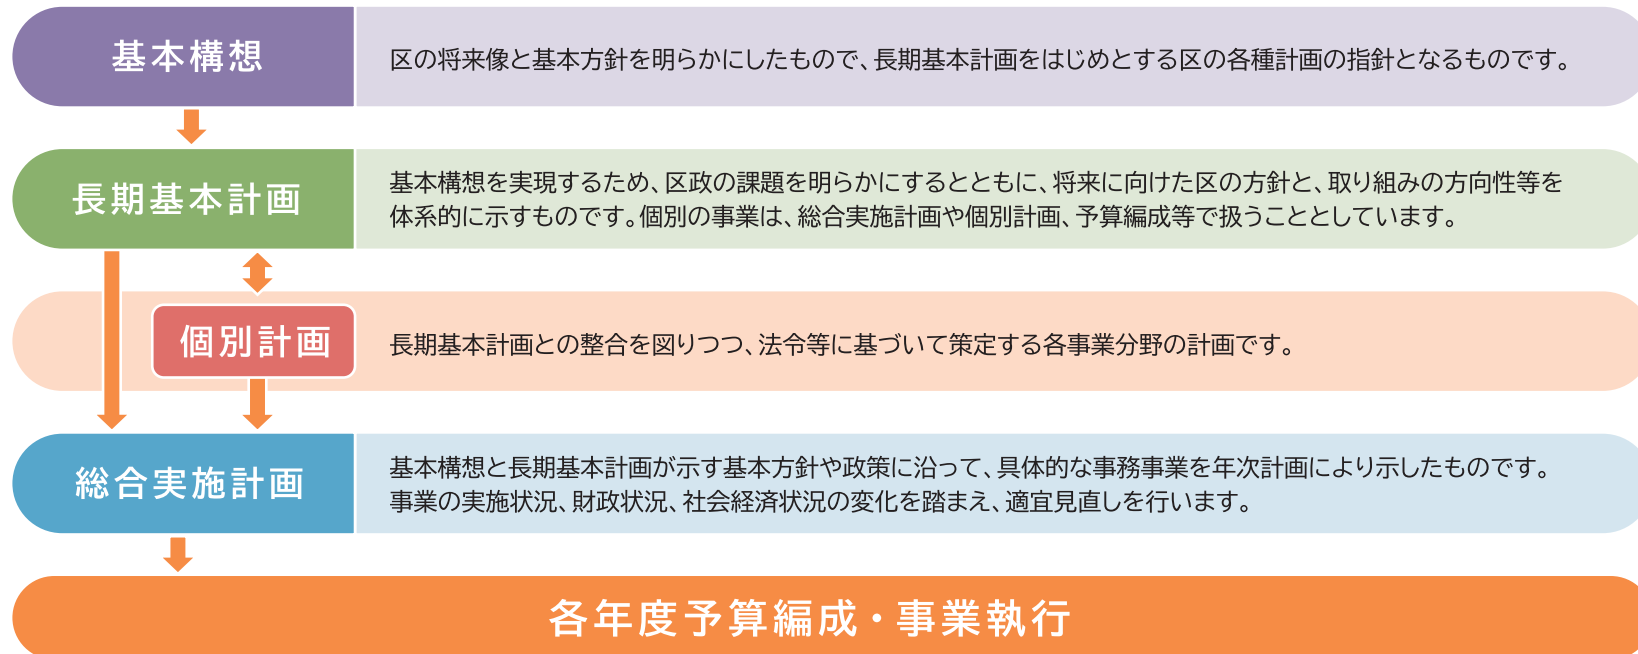 基本構想
区の将来像と基本方針を明らかにしたもので、長期基本計画をはじめとする区の各種計画の指針となるものです。
長期基本計画
基本構想を実現するため、区政の課題を明らかにするとともに、将来に向けた区の方針と、取り組みの方向性等を
体系的に示すものです。個別の事業は、総合実施計画や個別計画、予算編成等で扱うこととしています。
個別計画
長期基本計画との整合を図りつつ、法令等に基づいて策定する各事業分野の計画です。
総合実施計画
基本構想と長期基本計画が示す基本方針や政策に沿って、具体的な事務事業を年次計画により示したものです。
事業の実施状況、財政状況、社会経済状況の変化を踏まえ、適宜見直しを行います。
各年度予算編成・事業執行